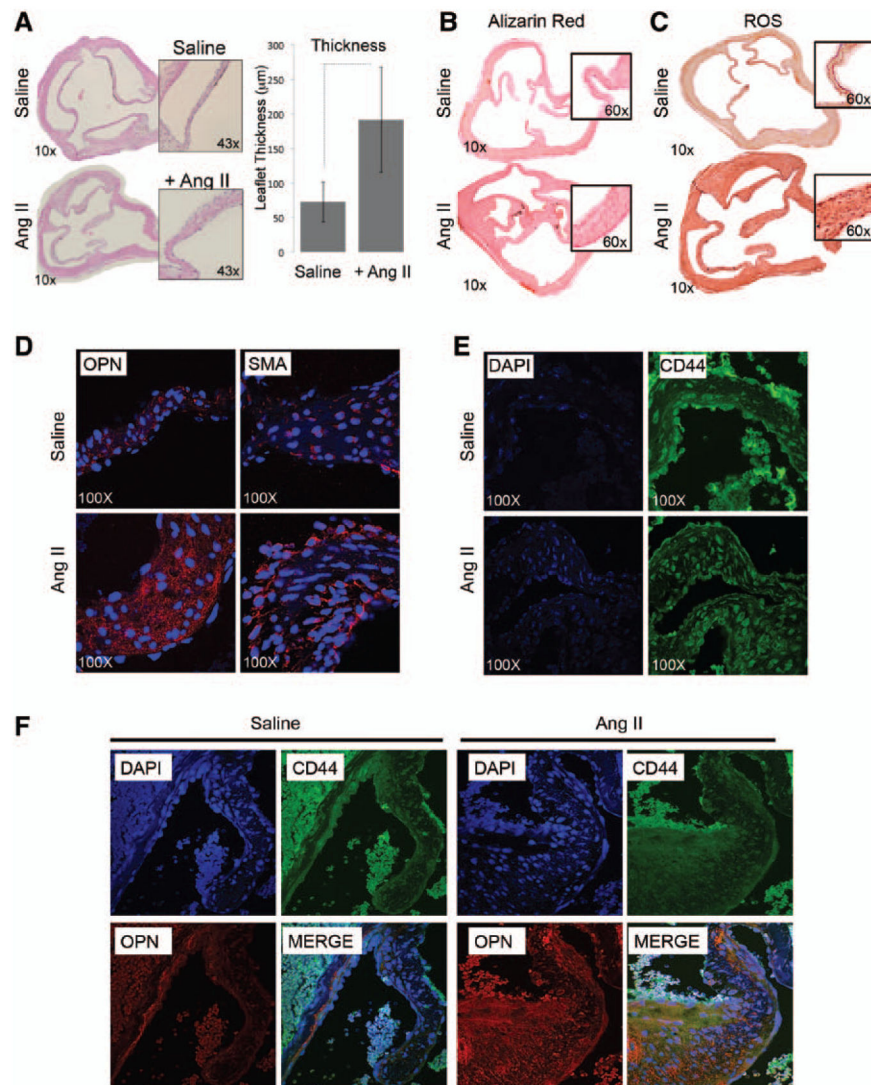 A
Saline
Saline
10x
43x
+ Ang II
Ang II
10x
43x
Thickness
Leaflet Thickness (µm)
300
250
200
150
100
50
0
Saline
+ Ang II
B
Alizarin Red
Saline
60x
10x
Ang II
60x
10x
C
ROS
Saline
60x
10x
Ang II
60x
10x
D
OPN
SMA
Saline
100X
100X
Ang II
100X
100X
E
DAPI
CD44
Saline
100X
100X
Ang II
100X
100X
F
Saline
Ang II
DAPI
CD44
DAPI
CD44
OPN
MERGE
OPN
MERGE